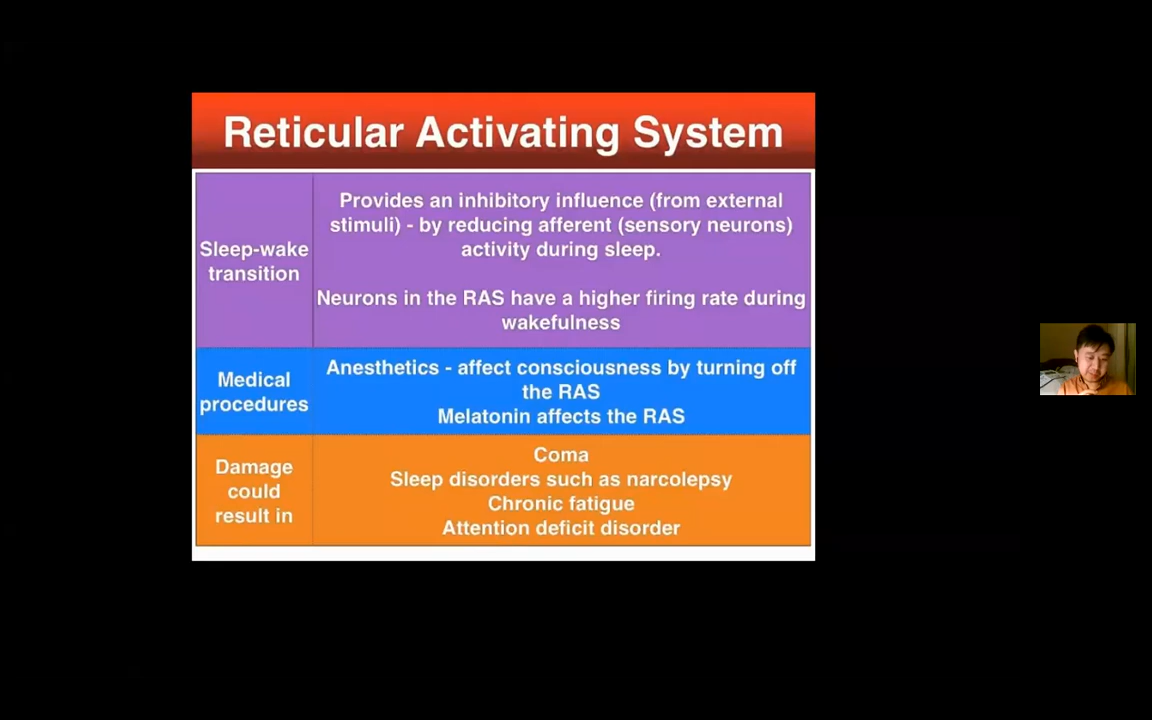 Reticular Activating System
Sleep-wake
transition
Provides an inhibitory influence (from external
stimuli) - by reducing afferent (sensory neurons)
activity during sleep.
Neurons in the RAS have a higher firing rate during
wakefulness
Medical
procedures
Anesthetics - affect consciousness by turning off
the RAS
Melatonin affects the RAS
Damage
could
result in
Coma
Sleep disorders such as narcolepsy
Chronic fatigue
Attention deficit disorder